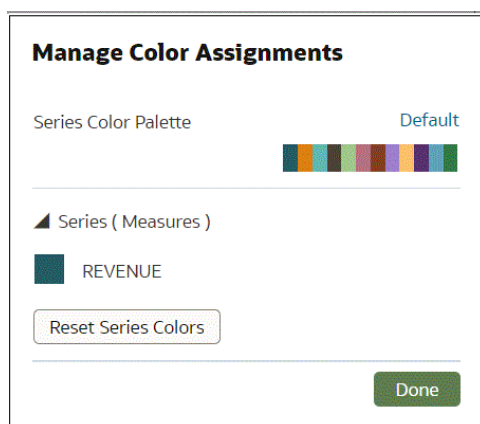 Manage Color Assignments
Series Color Palette
Default
Series ( Measures )
REVENUE
Reset Series Colors
Done